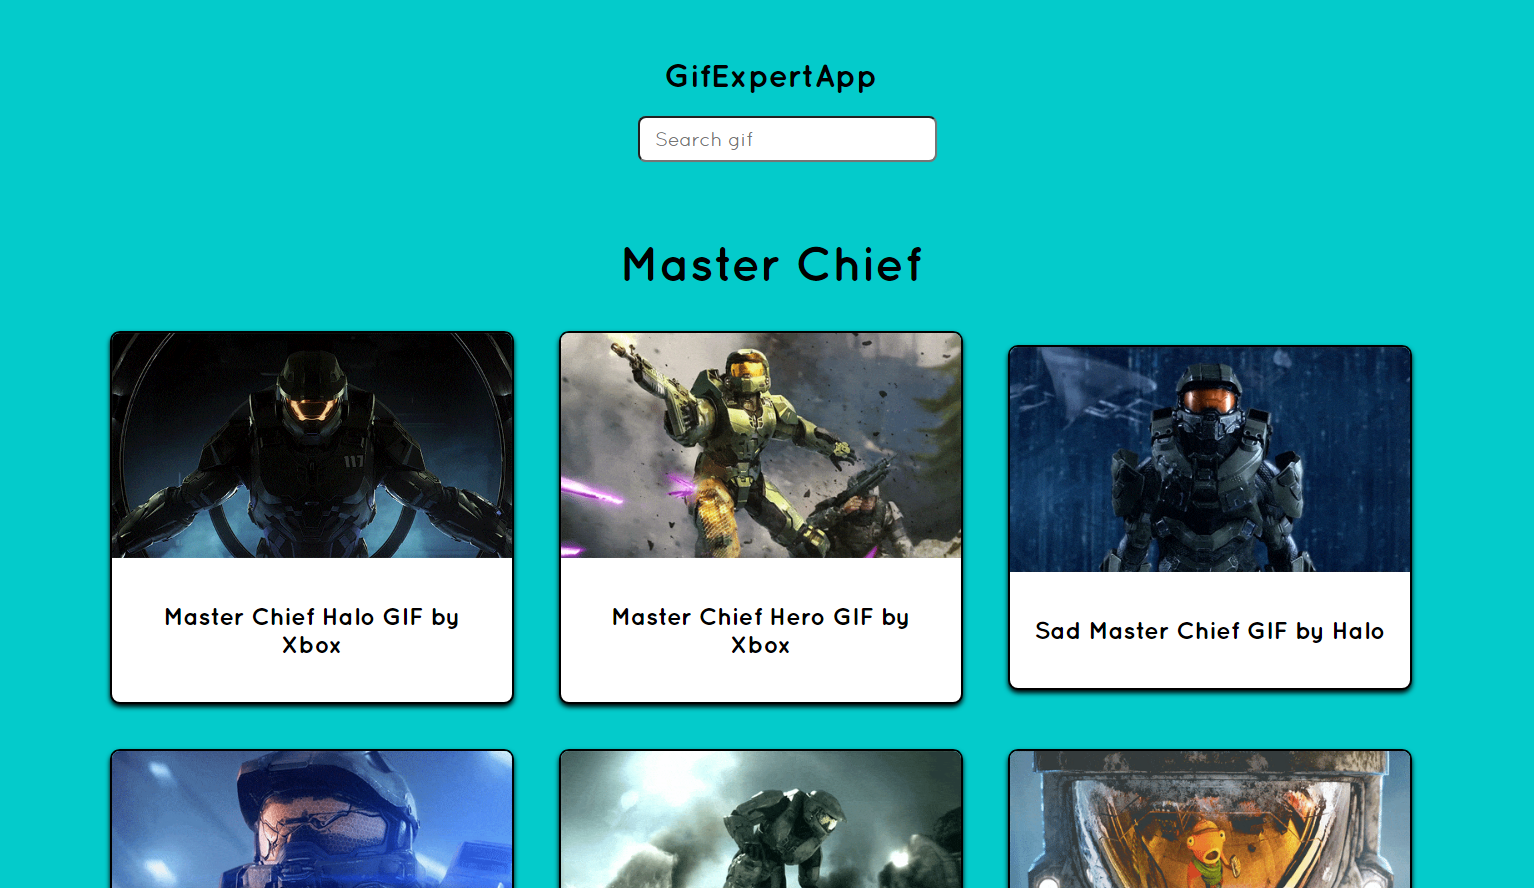 GifExpertApp
Search gif
Master Chief
117
Master Chief Halo GIF by
Xbox
Master Chief Hero GIF by
Xbox
Sad Master Chief GIF by Halo